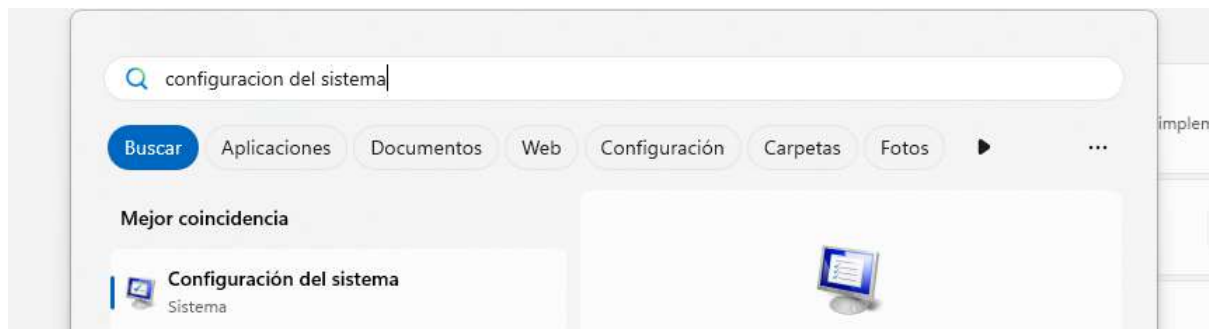 configuracion del sistema
Buscar Aplicaciones Documentos Web Configuración Carpetas Fotos
Mejor coincidencia
Configuración del sistema
Sistema